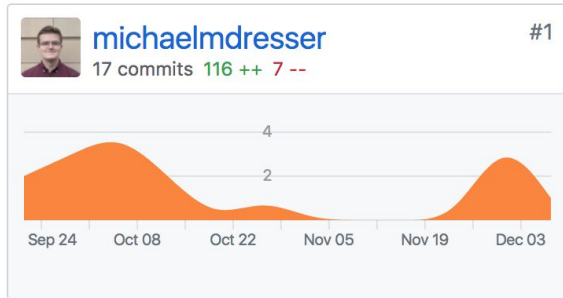 michaelmdresser
#1
17 commits 116 ++ 7 --
4
2
Sep 24 Oct 08 Oct 22 Nov 05 Nov 19 Dec 03